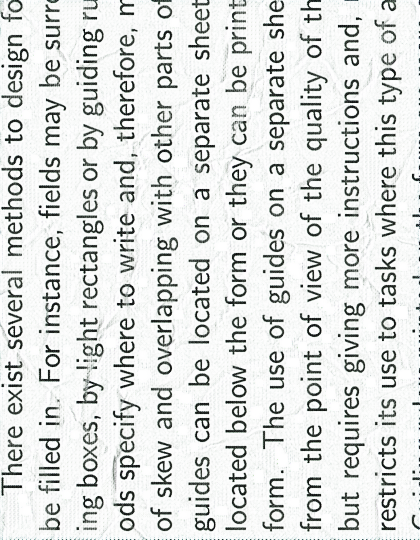 There exist several methods to design fo
be filled in. For instance, fields may be surro
ing boxes, by light rectangles or by guiding ru
ods specify where to write and, therefore, m
of skew and overlapping with other parts of
guides can be located on a separate sheet
located below the form or they can be print
form. The use of guides on a separate she
from the point of view of the quality of th
but requires giving more instructions and,
restricts its use to tasks where this type of a